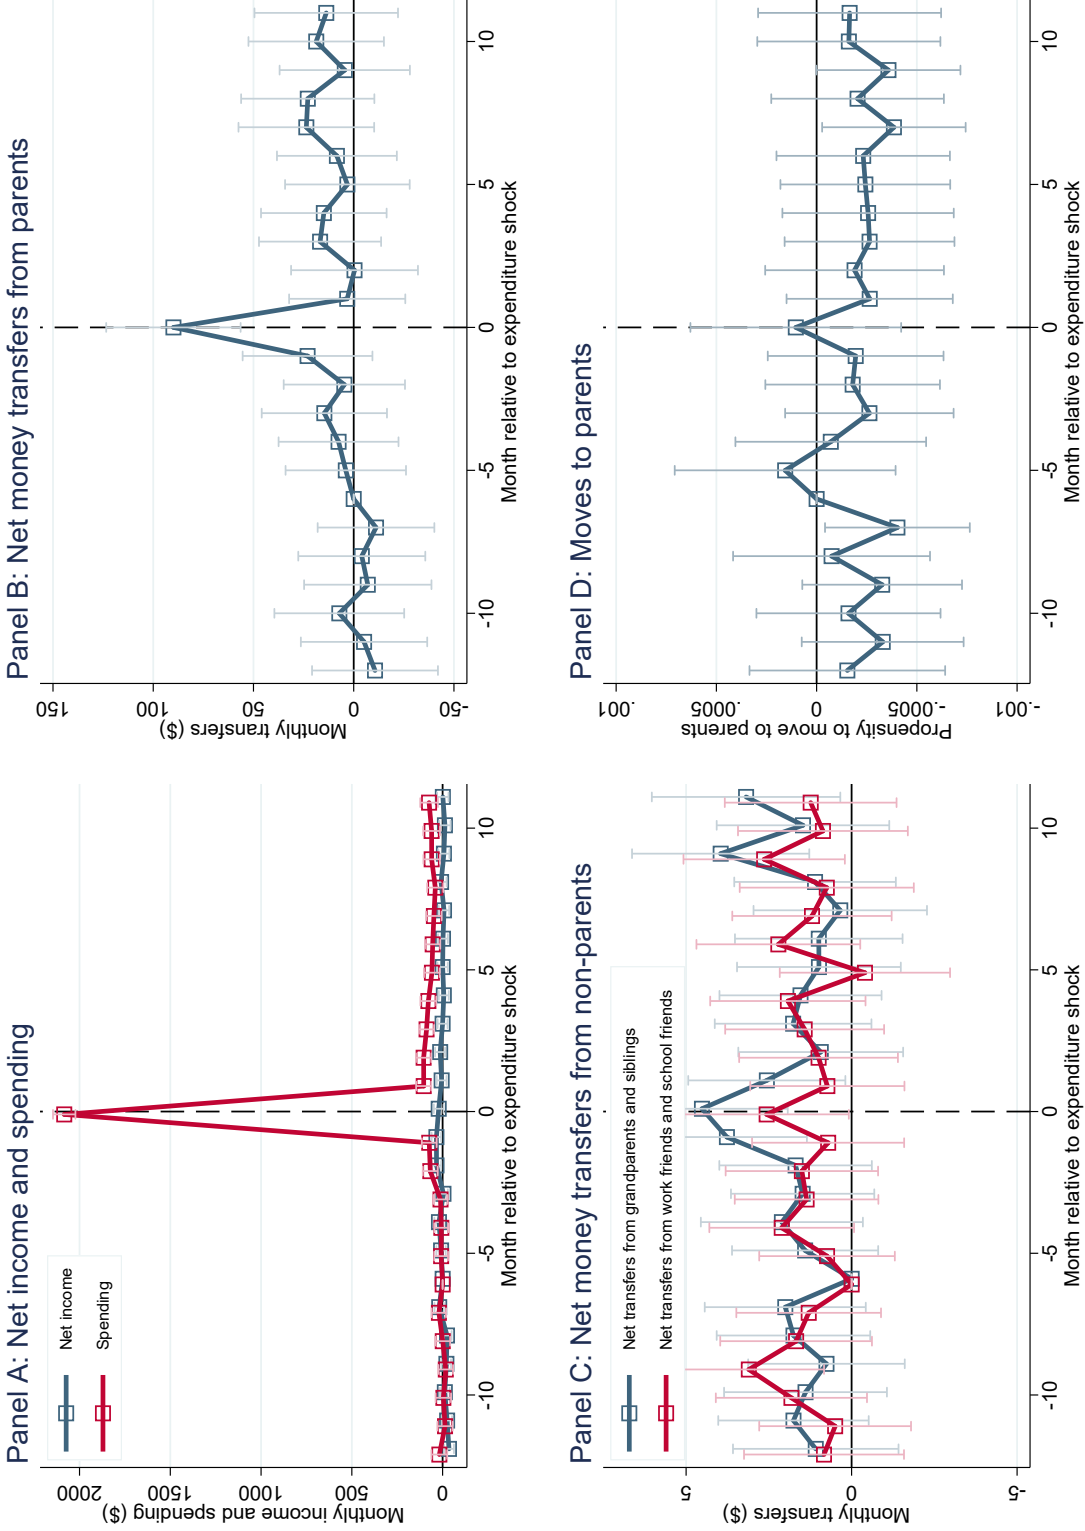 Panel A: Net income and spending
Monthly income and spending ($)
2000
1500
1000
500
0
Net income
Spending
-10
-5
0
5
10
Month relative to expenditure shock
Panel B: Net money transfers from parents
Monthly transfers ($)
150
100
50
0
-50
-10
-5
0
5
10
Month relative to expenditure shock
Panel C: Net money transfers from non-parents
Monthly transfers ($)
5
0
-5
Net transfers from grandparents and siblings
Net transfers from work friends and school friends
-10
-5
0
5
10
Month relative to expenditure shock
Panel D: Moves to parents
Propensity to move to parents
.001
.0005
0
-.0005
-.001
-10
-5
0
5
10
Month relative to expenditure shock